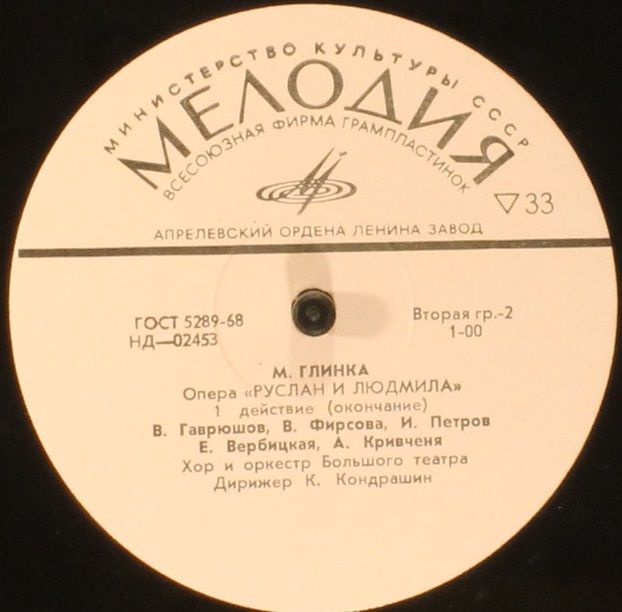 МИНИСТЕРСТВО КУЛЬТУРЫ СССР
МЕЛОДИЯ
ВСЕСОЮЗНАЯ ФИРМА ГРАМПЛАСТИНОК
▽33
АПРЕЛЕВСКИЙ ОРДЕНА ЛЕНИНА ЗАВОД
ГОСТ 5289-68
НД—02453
Вторая гр.-2
1-00
М. ГЛИНКА
Опера «РУСЛАН И ЛЮДМИЛА»
1 действие (окончание)
В. Гаврюшов, В. Фирсова, И. Петров
Е. Вербицкая, А. Кривченя
Хор и оркестр Большого театра
Дирижер К. Кондрашин